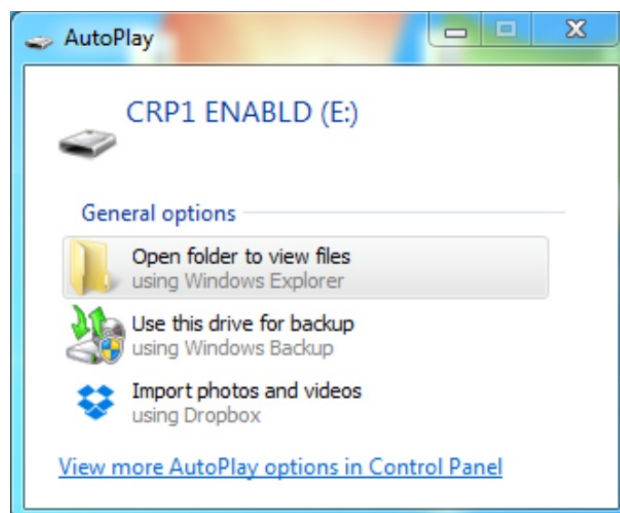 AutoPlay
CRP1 ENABLD (E:)
General options
Open folder to view files
using Windows Explorer
Use this drive for backup
using Windows Backup
Import photos and videos
using Dropbox
View more AutoPlay options in Control Panel